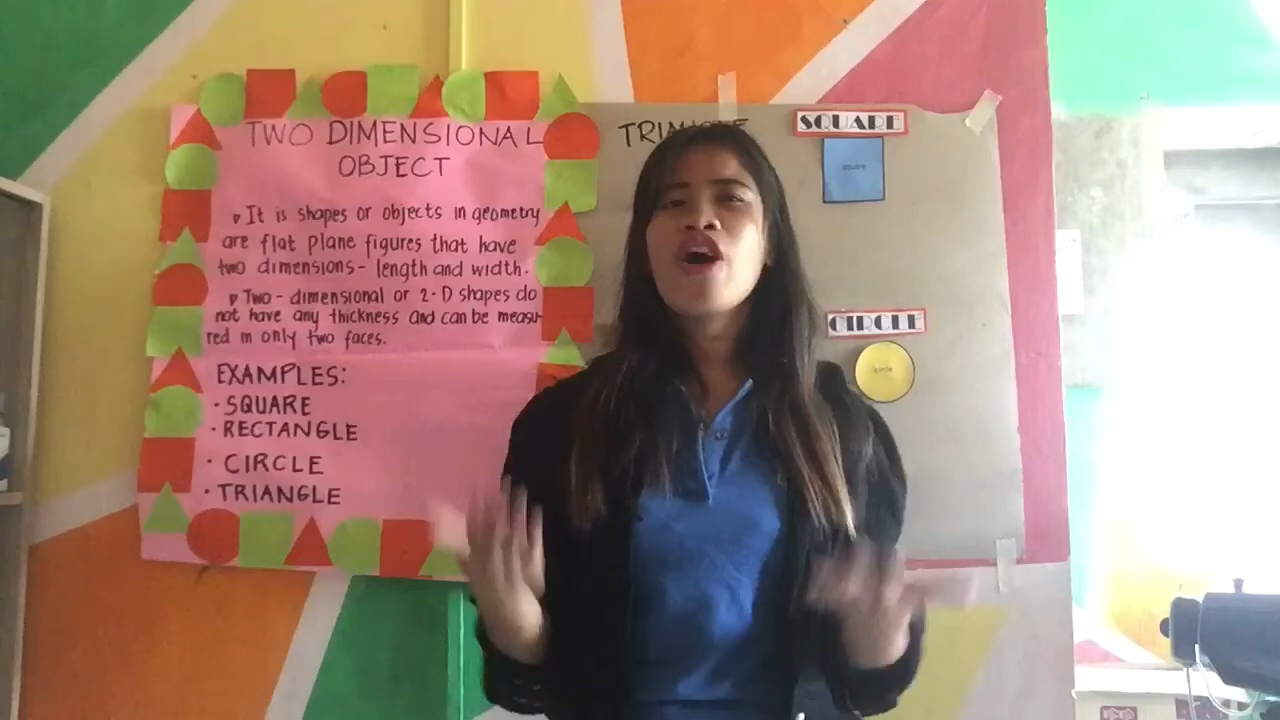 TWO DIMENSIONAL
OBJECT
It is shapes or objects in geometry
are flat plane figures that have
two dimensions - length and width.
Two - dimensional or 2-D shapes do
not have any thickness and can be measu-
red in only two faces.
EXAMPLES:
• SQUARE
• RECTANGLE
• CIRCLE
• TRIANGLE
SQUARE
square
CIRCLE
circle